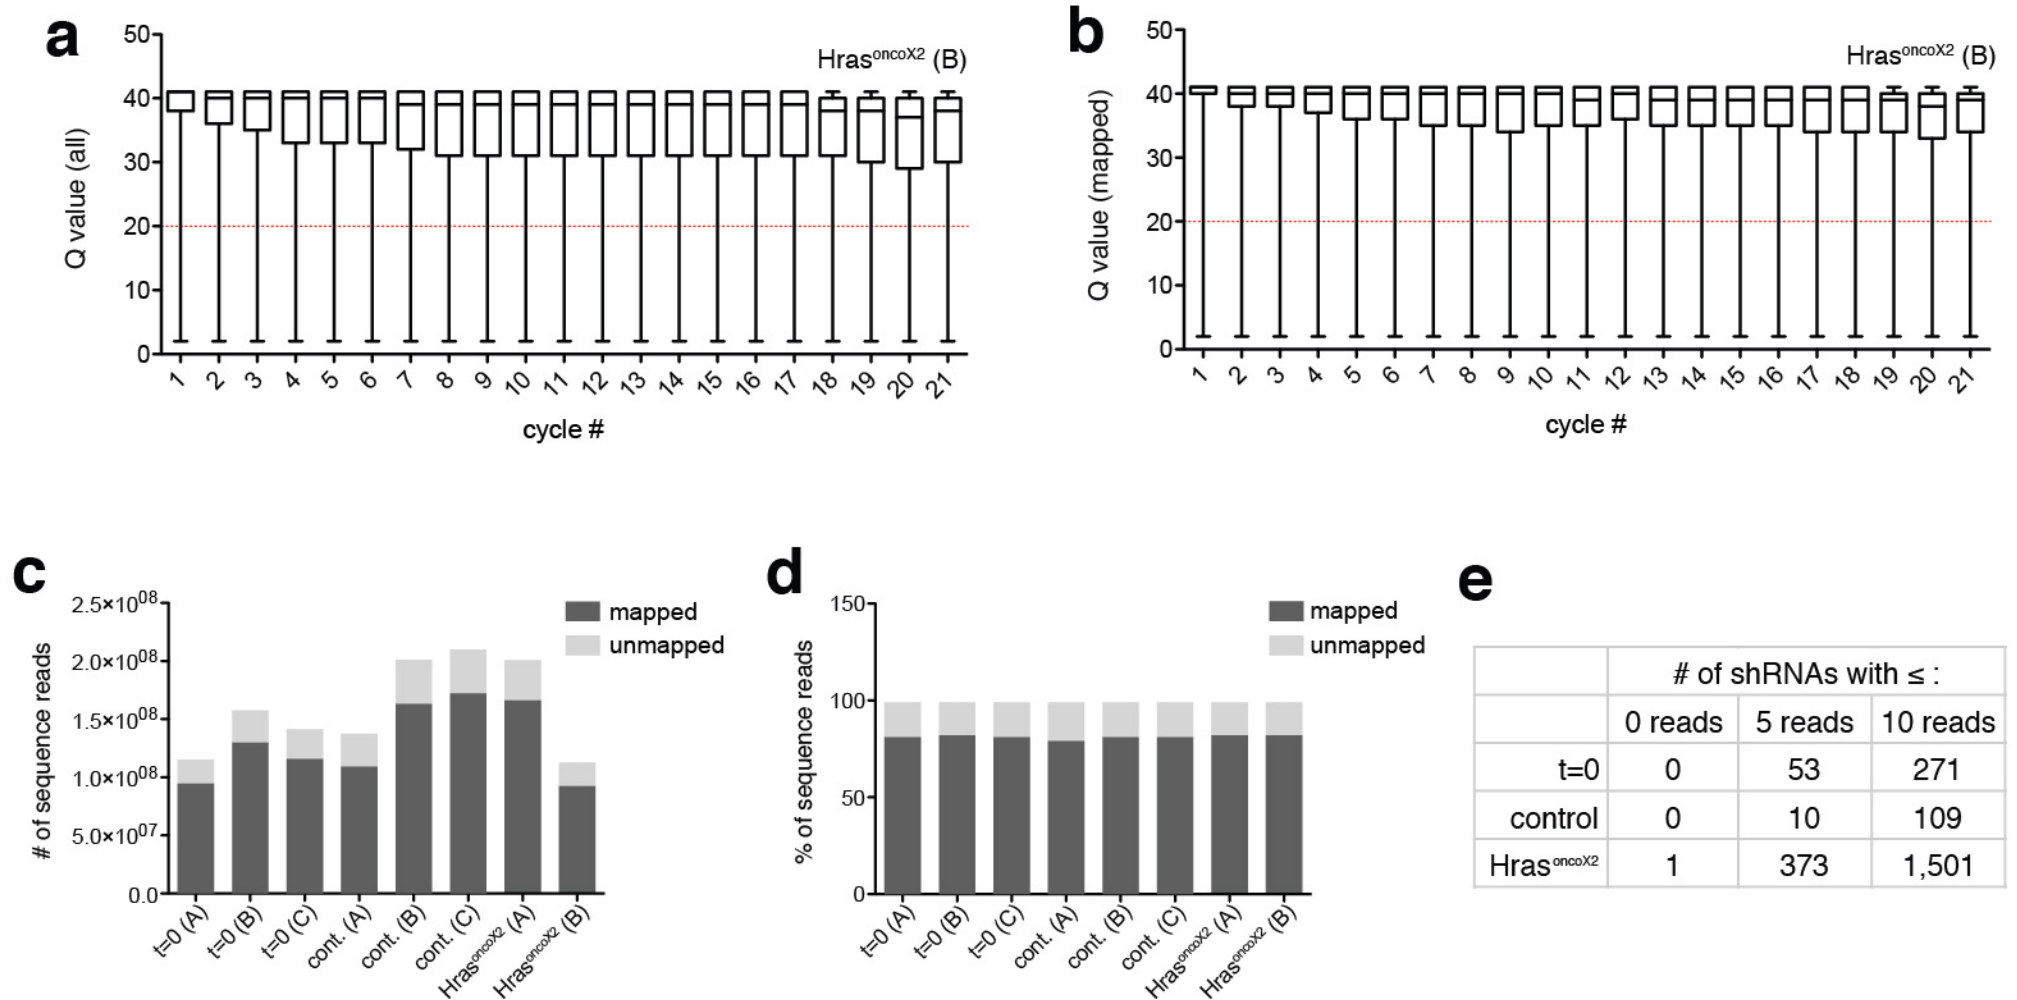 a
50
40
30
20
10
0
Q value (all)
Hras^oncoX2 (B)
1 2 3 4 5 6 7 8 9 10 11 12 13 14 15 16 17 18 19 20 21
cycle #
b
50
40
30
20
10
0
Q value (mapped)
Hras^oncoX2 (B)
1 2 3 4 5 6 7 8 9 10 11 12 13 14 15 16 17 18 19 20 21
cycle #
c
2.5×10^08
2.0×10^08
1.5×10^08
1.0×10^08
5.0×10^07
0.0
# of sequence reads
mapped
unmapped
t=0 (A)
t=0 (B)
t=0 (C)
cont. (A)
cont. (B)
cont. (C)
Hras^oncoX2 (A)
Hras^oncoX2 (B)
d
150
100
50
0
% of sequence reads
mapped
unmapped
t=0 (A)
t=0 (B)
t=0 (C)
cont. (A)
cont. (B)
cont. (C)
Hras^oncoX2 (A)
Hras^oncoX2 (B)
e
# of shRNAs with ≤ :
0 reads 5 reads 10 reads
t=0 0 53 271
control 0 10 109
Hras^oncoX2 1 373 1,501